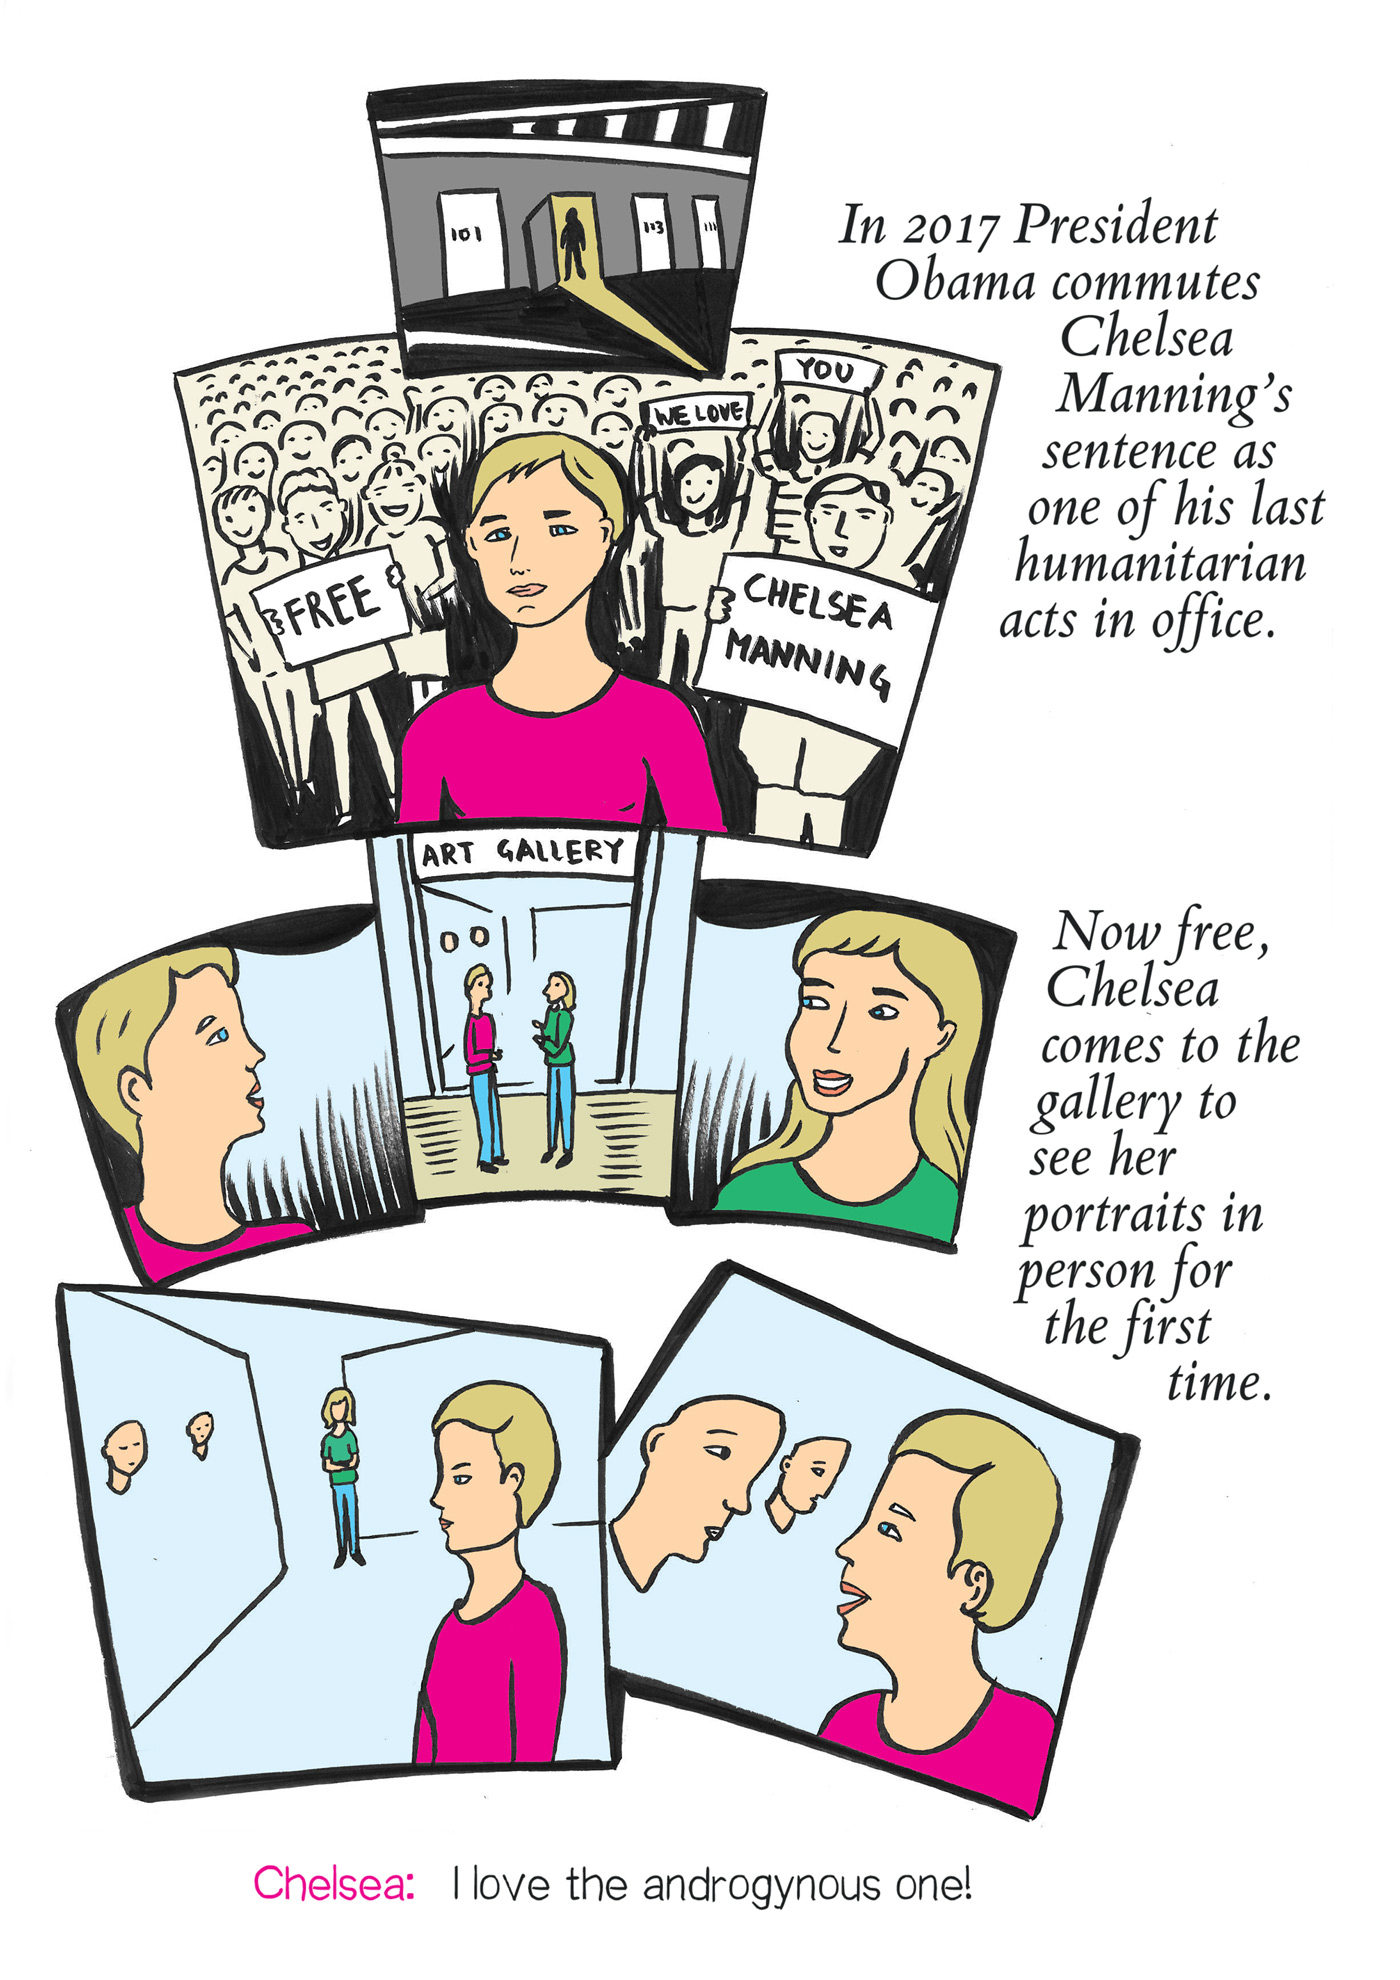 101
113
111
In 2017 President
Obama commutes
Chelsea
Manning's
sentence as
one of his last
humanitarian
acts in office.
YOU
WE LOVE
FREE
CHELSEA
MANNING
ART GALLERY
Now free,
Chelsea
comes to the
gallery to
see her
portraits in
person for
the first
time.
Chelsea: I love the androgynous one!